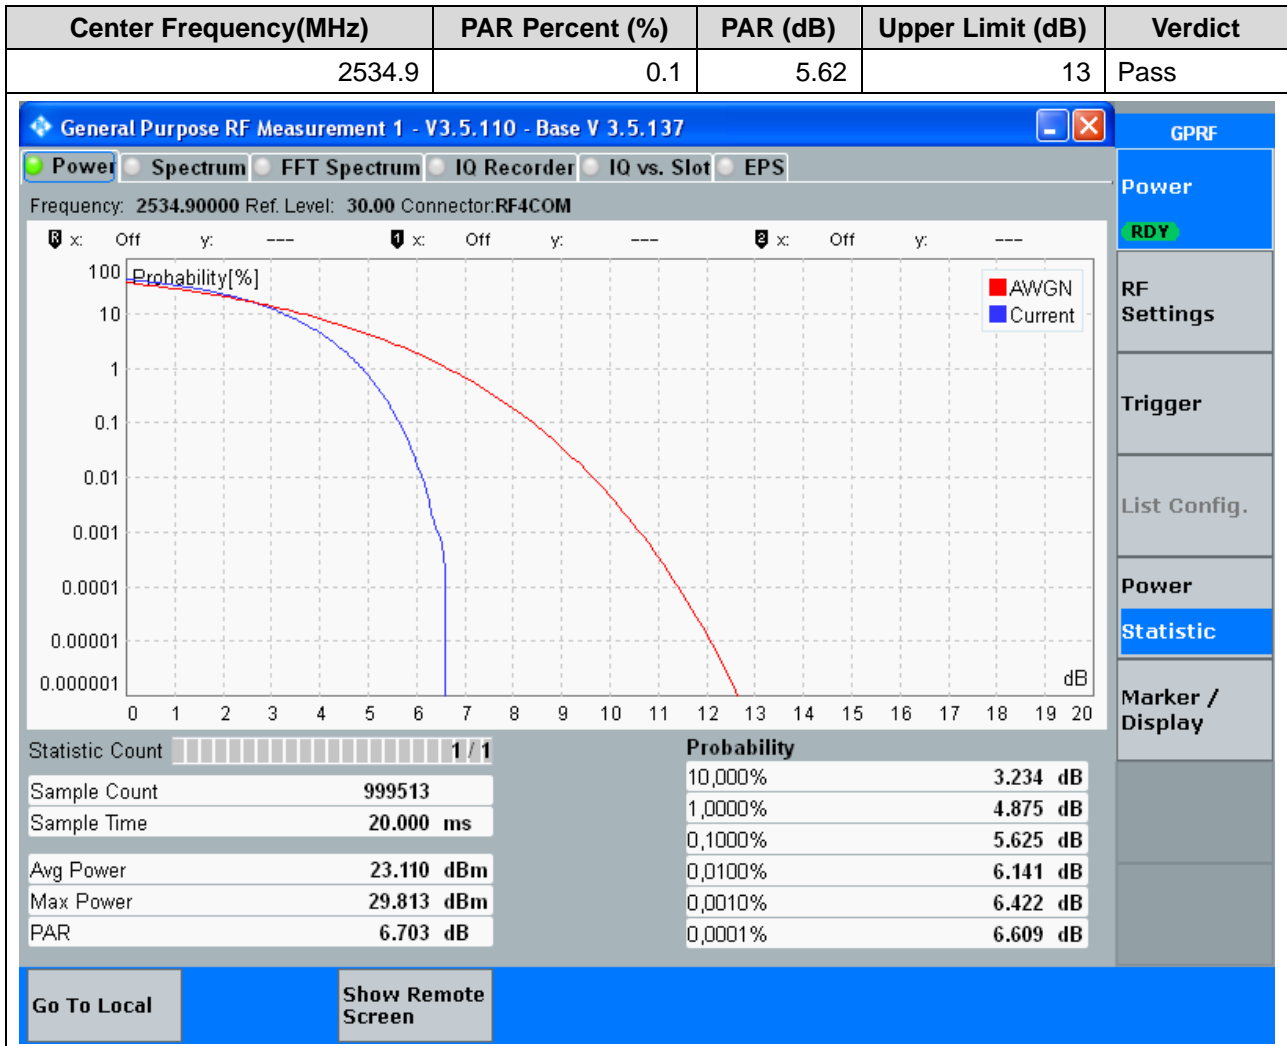 Center Frequency(MHz) PAR Percent (%) PAR (dB) Upper Limit (dB) Verdict
2534.9 0.1 5.62 13 Pass
General Purpose RF Measurement 1 - V3.5.110 - Base V 3.5.137
GPRF
Power Spectrum FFT Spectrum IQ Recorder IQ vs. Slot EPS
Frequency: 2534.90000 Ref. Level: 30.00 Connector:RF4COM
R x: Off y: --- 1 x: Off y: --- 2 x: Off y: ---
Probability[%]
AWGN
Current
100
10
1
0.1
0.01
0.001
0.0001
0.00001
0.000001
dB
0 1 2 3 4 5 6 7 8 9 10 11 12 13 14 15 16 17 18 19 20
Statistic Count 1 / 1
Sample Count 999513
Sample Time 20.000 ms
Avg Power 23.110 dBm
Max Power 29.813 dBm
PAR 6.703 dB
Probability
10,000% 3.234 dB
1,0000% 4.875 dB
0,1000% 5.625 dB
0,0100% 6.141 dB
0,0010% 6.422 dB
0,0001% 6.609 dB
Power
RDY
RF
Settings
Trigger
List Config.
Power
Statistic
Marker /
Display
Go To Local
Show Remote
Screen